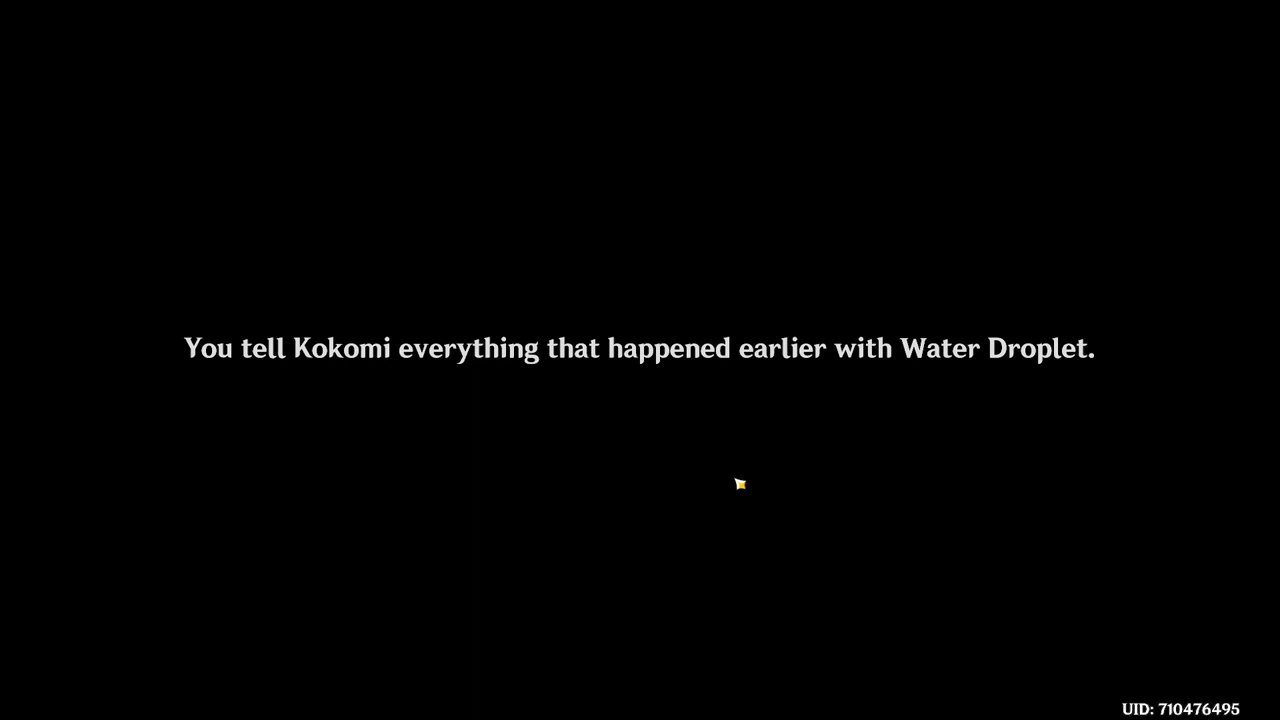 You tell Kokomi everything that happened earlier with Water Droplet.
UID: 710476495